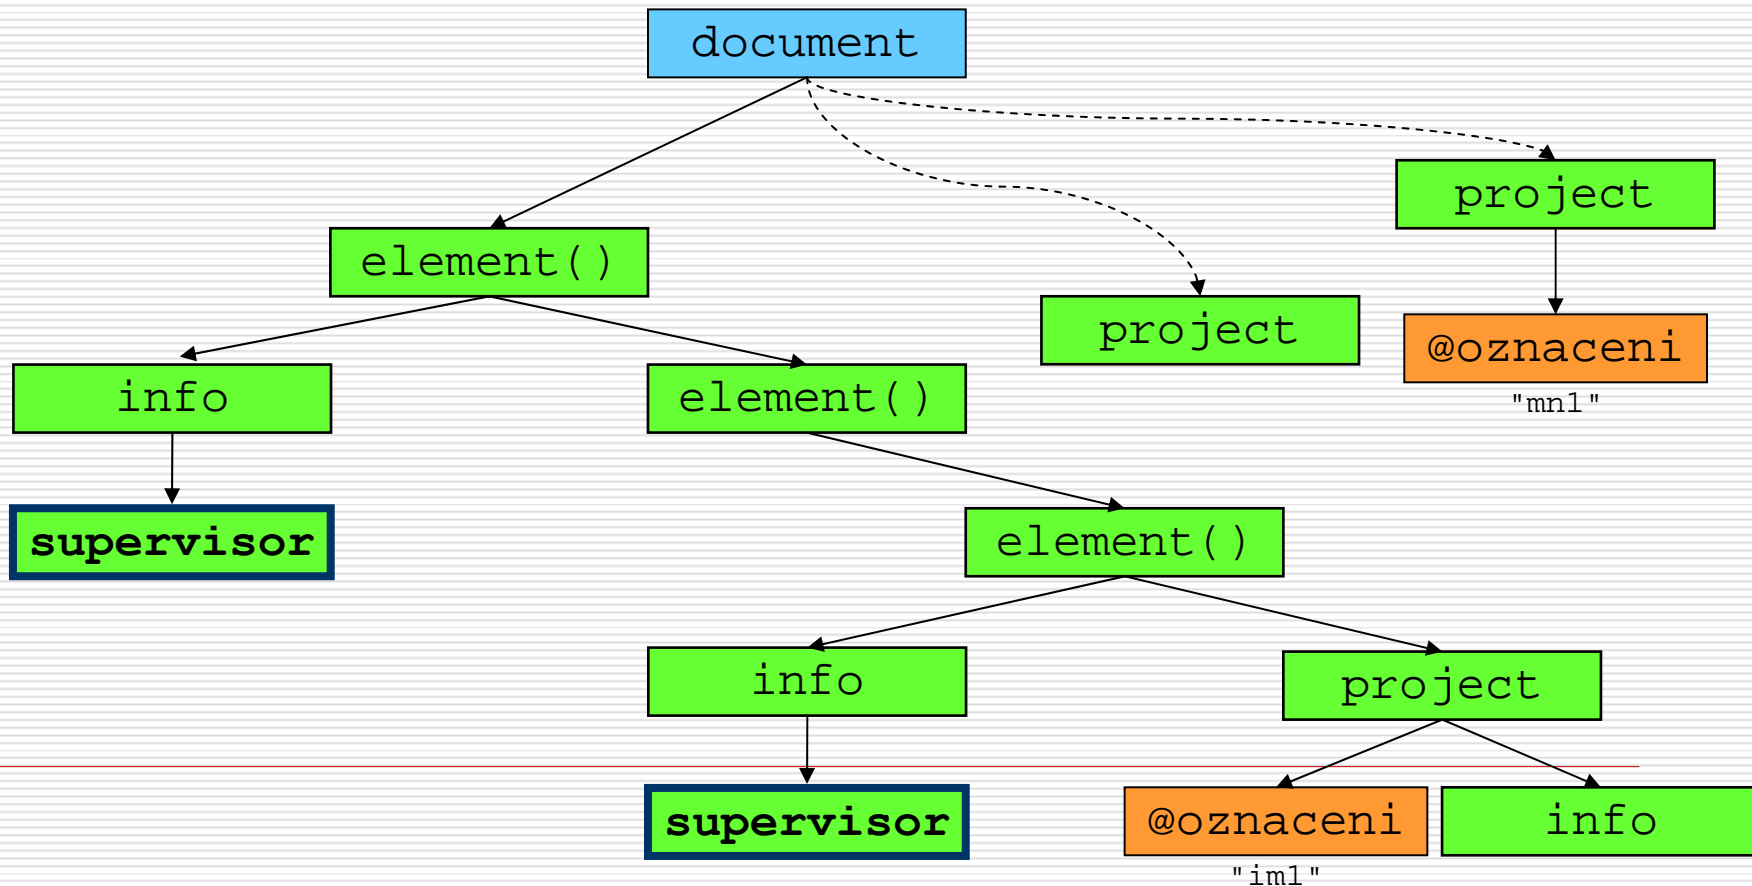 document
project
element()
project
@oznaceni
"mn1"
info
element()
supervisor
element()
info
project
supervisor
@oznaceni
info
"im1"